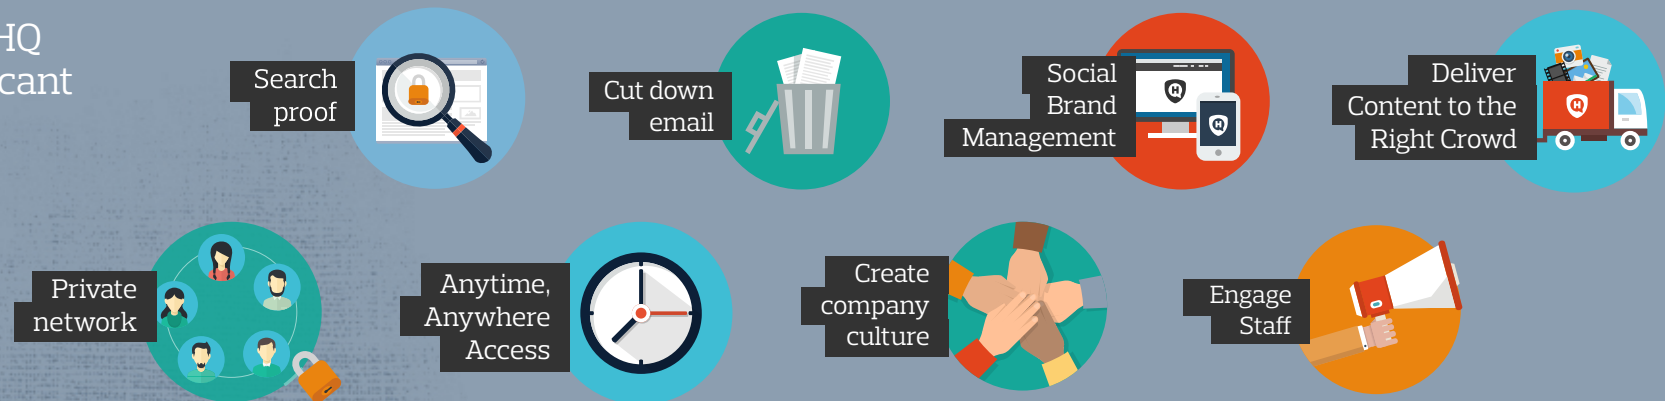 HQ
cant
Search
proof
Cut down
email
Social
Brand
Management
H
H
Deliver
Content to the
Right Crowd
H
Private
network
Anytime,
Anywhere
Access
Create
company
culture
Engage
Staff